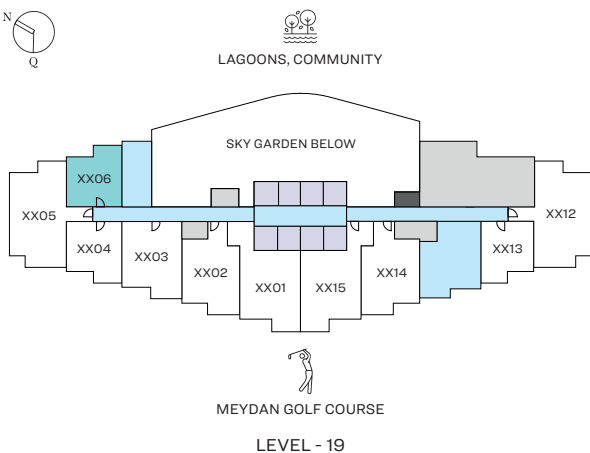 N
Q
LAGOONS, COMMUNITY
SKY GARDEN BELOW
XX06
XX05
XX12
XX04
XX03
XX02
XX01
XX15
XX14
XX13
MEYDAN GOLF COURSE
LEVEL - 19